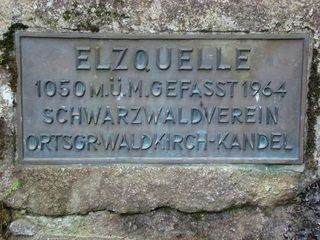 ELZQUELLE
1050 M.Ü.M. GEFASST 1964
SCHWARZWALDVEREIN
ORTSGR-WALDKIRCH-KANDEL